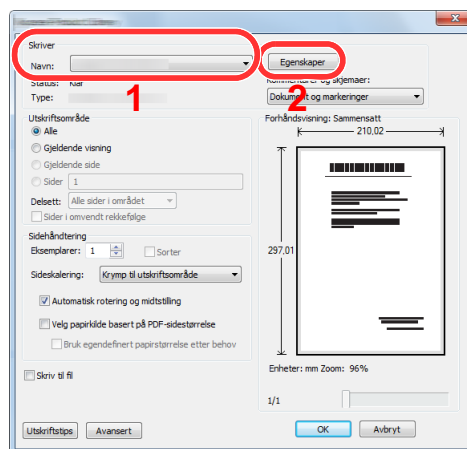 Skriver
Navn:
Egenskaper
Status: Klar
Kommentarer og skjemaer:
Type:
Dokument og markeringer
1
2
Utskriftsområde
Alle
Gjeldende visning
Gjeldende side
Sider 1
Delsett: Alle sider i området
Sider i omvendt rekkefølge
Sidehåndtering
Eksemplarer: 1 Sorter
Sideskalering: Krymp til utskriftsområde
Automatisk rotering og midtstilling
Velg papirkilde basert på PDF-sidestørrelse
Bruk egendefinert papirstørrelse etter behov
Skriv til fil
Forhåndsvisning: Sammensatt
210,02
297,01
Enheter: mm Zoom: 96%
1/1
Utskriftstips
Avansert
OK
Avbryt